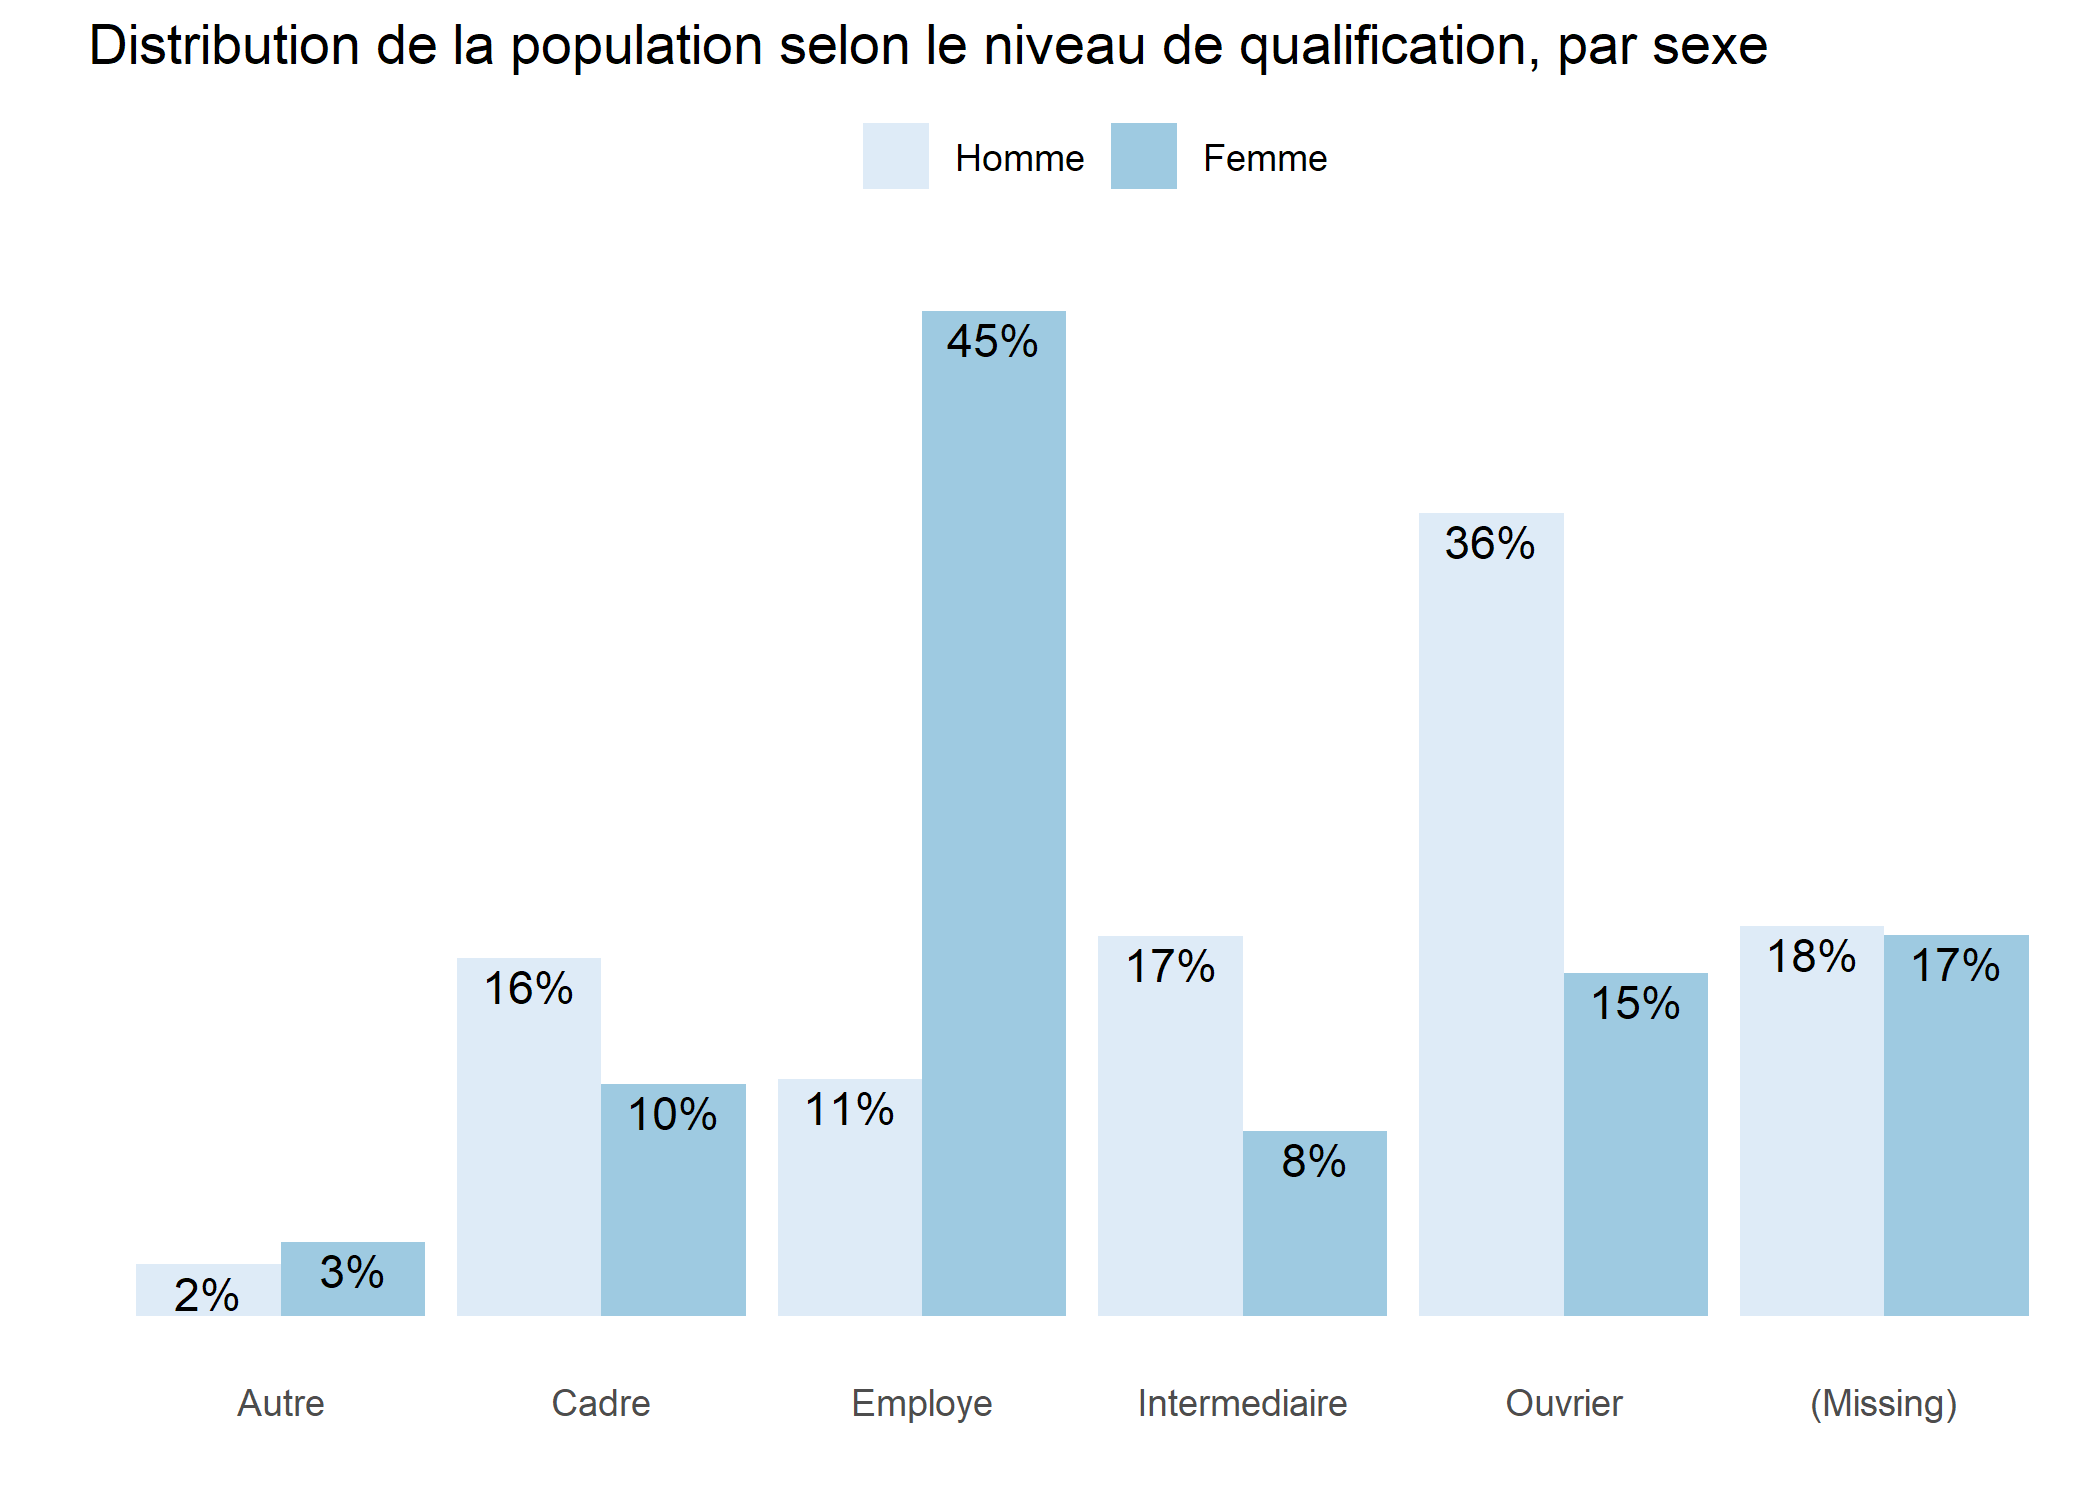 Distribution de la population selon le niveau de qualification, par sexe
Homme Femme
45%
36%
16% 10% 11% 17% 8% 15% 18% 17%
2% 3%
Autre Cadre Employe Intermediaire Ouvrier (Missing)